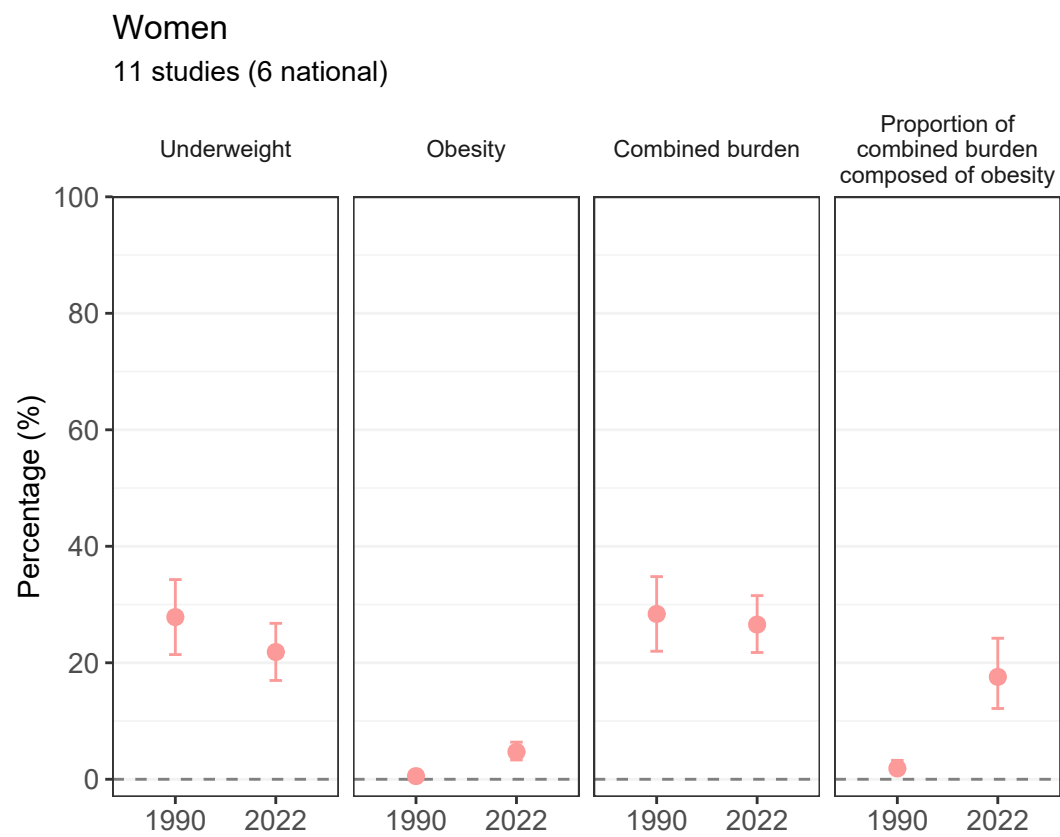 Women
11 studies (6 national)
Underweight
Obesity
Combined burden
Proportion of
combined burden
composed of obesity
Percentage (%)
100
80
60
40
20
0
1990 2022
1990 2022
1990 2022
1990 2022